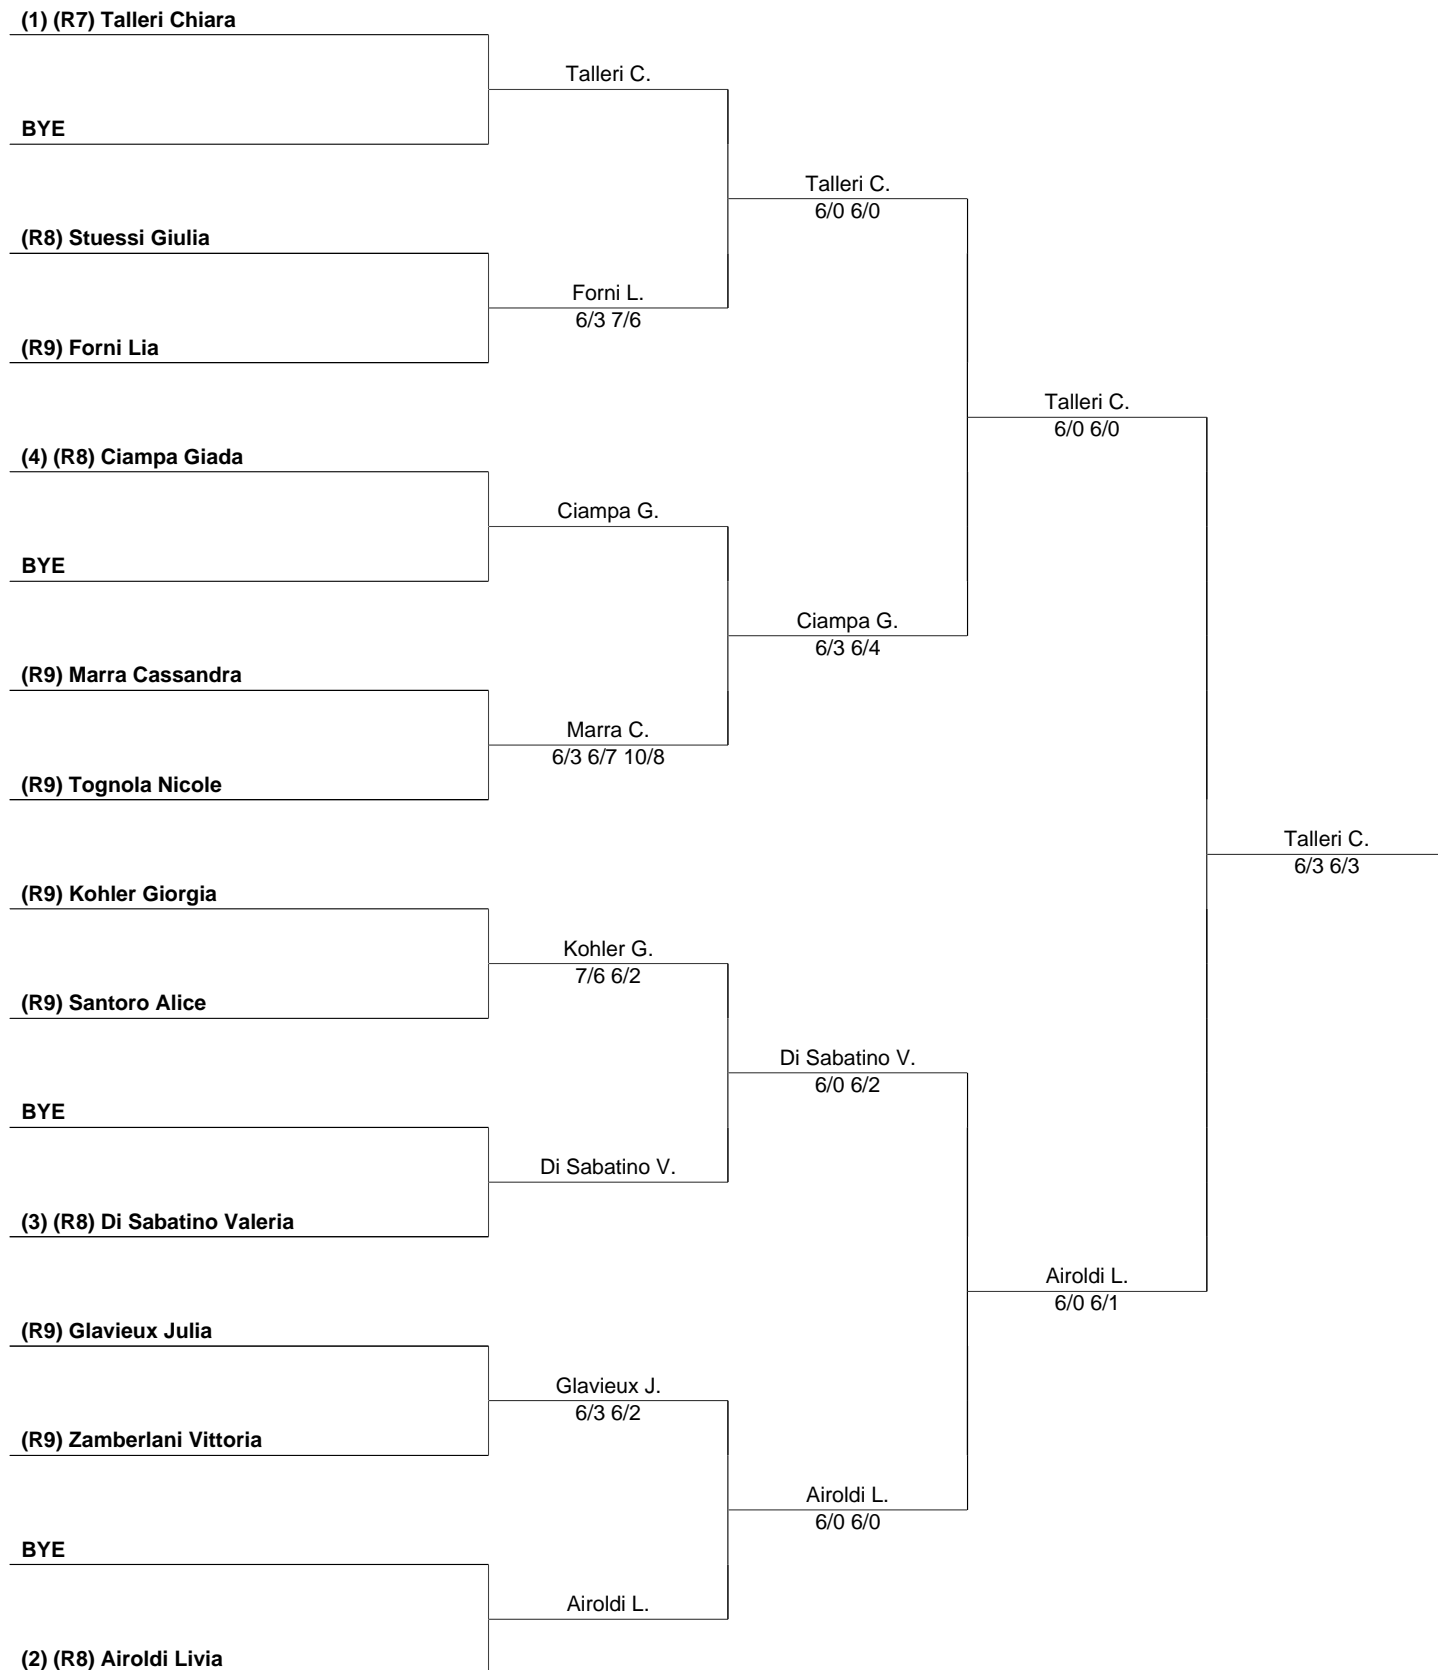 (1) (R7) Talleri Chiara
Talleri C.
BYE
Talleri C.
6/0 6/0
(R8) Stuessi Giulia
Forni L.
6/3 7/6
(R9) Forni Lia
Talleri C.
6/0 6/0
(4) (R8) Ciampa Giada
Ciampa G.
BYE
Ciampa G.
6/3 6/4
(R9) Marra Cassandra
Marra C.
6/3 6/7 10/8
(R9) Tognola Nicole
Talleri C.
6/3 6/3
(R9) Kohler Giorgia
Kohler G.
7/6 6/2
(R9) Santoro Alice
Di Sabatino V.
6/0 6/2
BYE
Di Sabatino V.
(3) (R8) Di Sabatino Valeria
Airoldi L.
6/0 6/1
(R9) Glavieux Julia
Glavieux J.
6/3 6/2
(R9) Zamberlani Vittoria
Airoldi L.
6/0 6/0
BYE
Airoldi L.
(2) (R8) Airoldi Livia